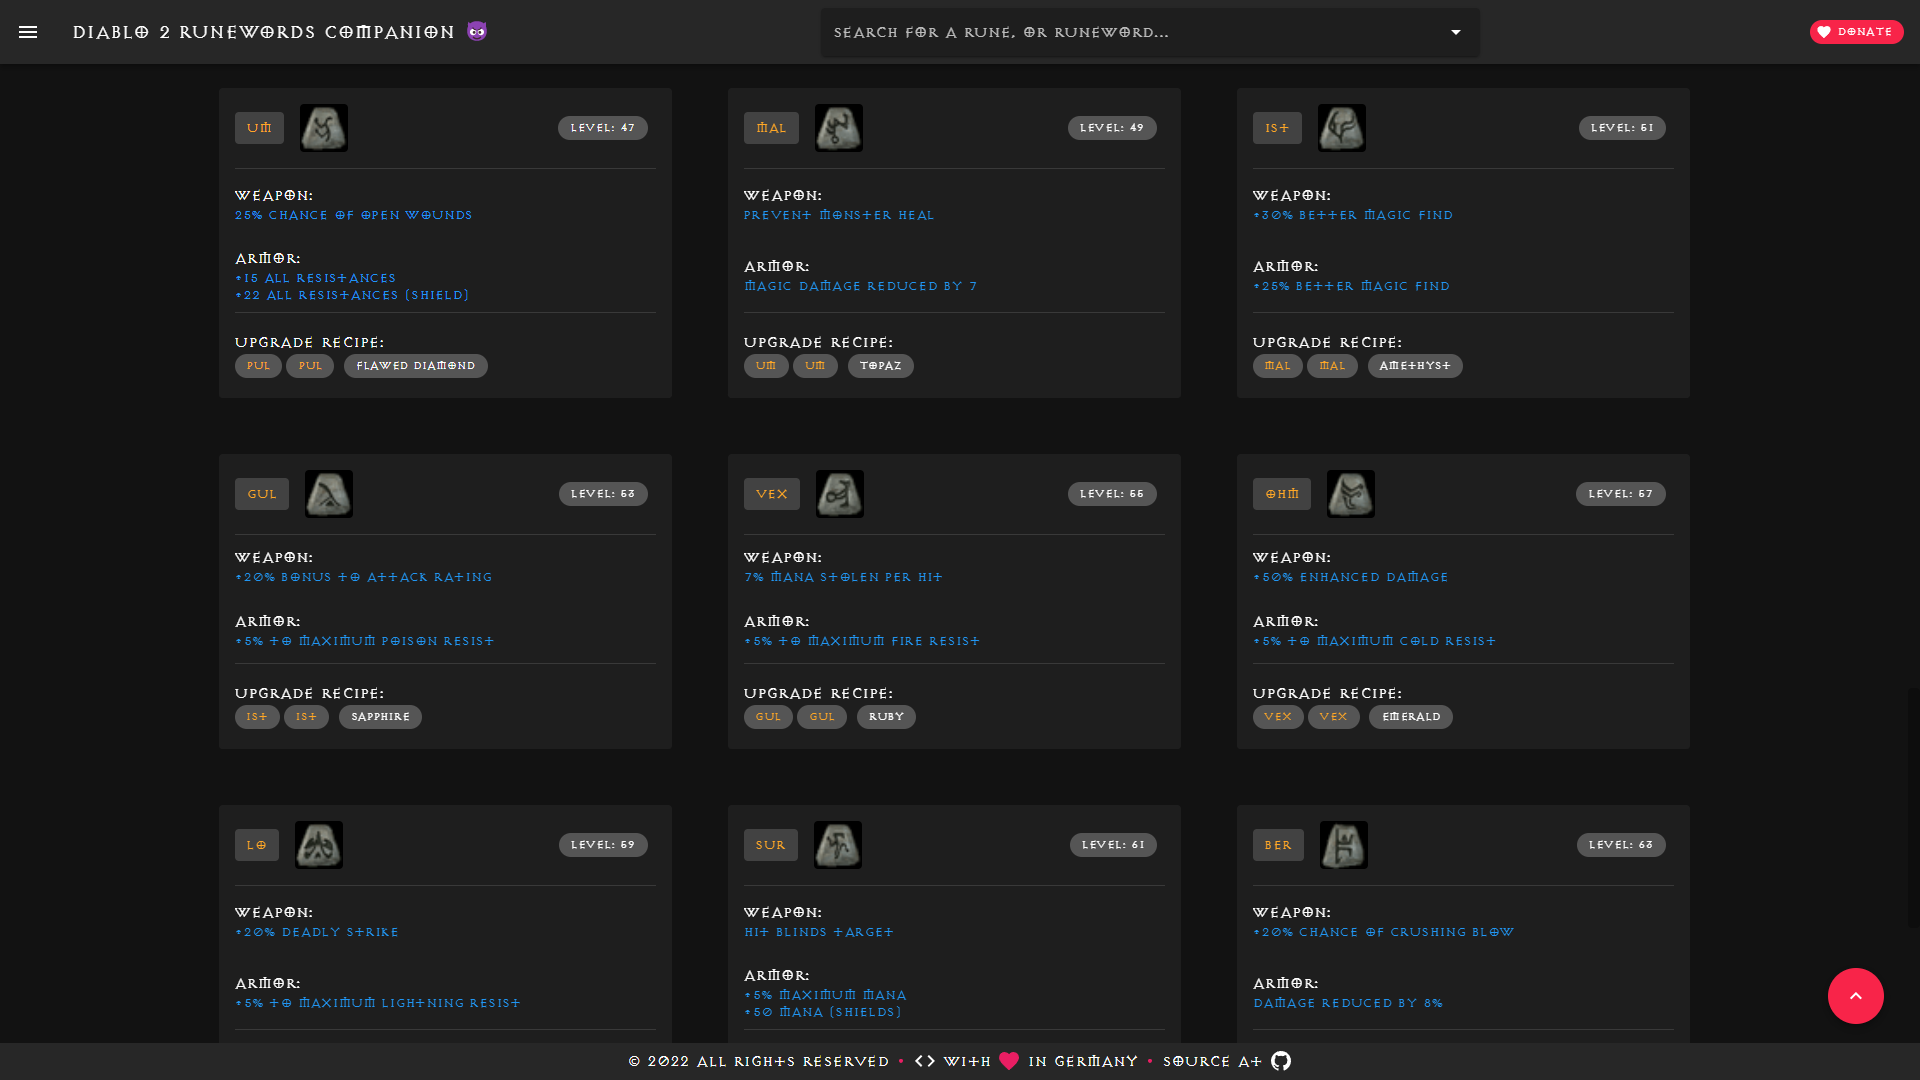 DIABLO 2 RUNEWORDS COMPANION
SEARCH FOR A RUNE, OR RUNEWORD...
DONATE
UM
LEVEL: 47
WEAPON:
25% CHANCE OF OPEN WOUNDS
ARMOR:
+15 ALL RESISTANCES
+22 ALL RESISTANCES (SHIELD)
UPGRADE RECIPE:
PUL PUL FLAWED DIAMOND
MAL
LEVEL: 49
WEAPON:
PREVENT MONSTER HEAL
ARMOR:
MAGIC DAMAGE REDUCED BY 7
UPGRADE RECIPE:
UM UM TOPAZ
IST
LEVEL: 51
WEAPON:
+30% BETTER MAGIC FIND
ARMOR:
+25% BETTER MAGIC FIND
UPGRADE RECIPE:
MAL MAL AMETHYST
GUL
LEVEL: 53
WEAPON:
+20% BONUS TO ATTACK RATING
ARMOR:
+5% TO MAXIMUM POISON RESIST
UPGRADE RECIPE:
IST IST SAPPHIRE
VEX
LEVEL: 55
WEAPON:
7% MANA STOLEN PER HIT
ARMOR:
+5% TO MAXIMUM FIRE RESIST
UPGRADE RECIPE:
GUL GUL RUBY
OHM
LEVEL: 57
WEAPON:
+50% ENHANCED DAMAGE
ARMOR:
+5% TO MAXIMUM COLD RESIST
UPGRADE RECIPE:
VEX VEX EMERALD
LO
LEVEL: 59
WEAPON:
+20% DEADLY STRIKE
ARMOR:
+5% TO MAXIMUM LIGHTNING RESIST
SUR
LEVEL: 61
WEAPON:
HIT BLINDS TARGET
ARMOR:
+5% MAXIMUM MANA
+50 MANA (SHIELDS)
BER
LEVEL: 63
WEAPON:
+20% CHANCE OF CRUSHING BLOW
ARMOR:
DAMAGE REDUCED BY 8%
© 2022 ALL RIGHTS RESERVED • <> WITH ♥ IN GERMANY • SOURCE AT